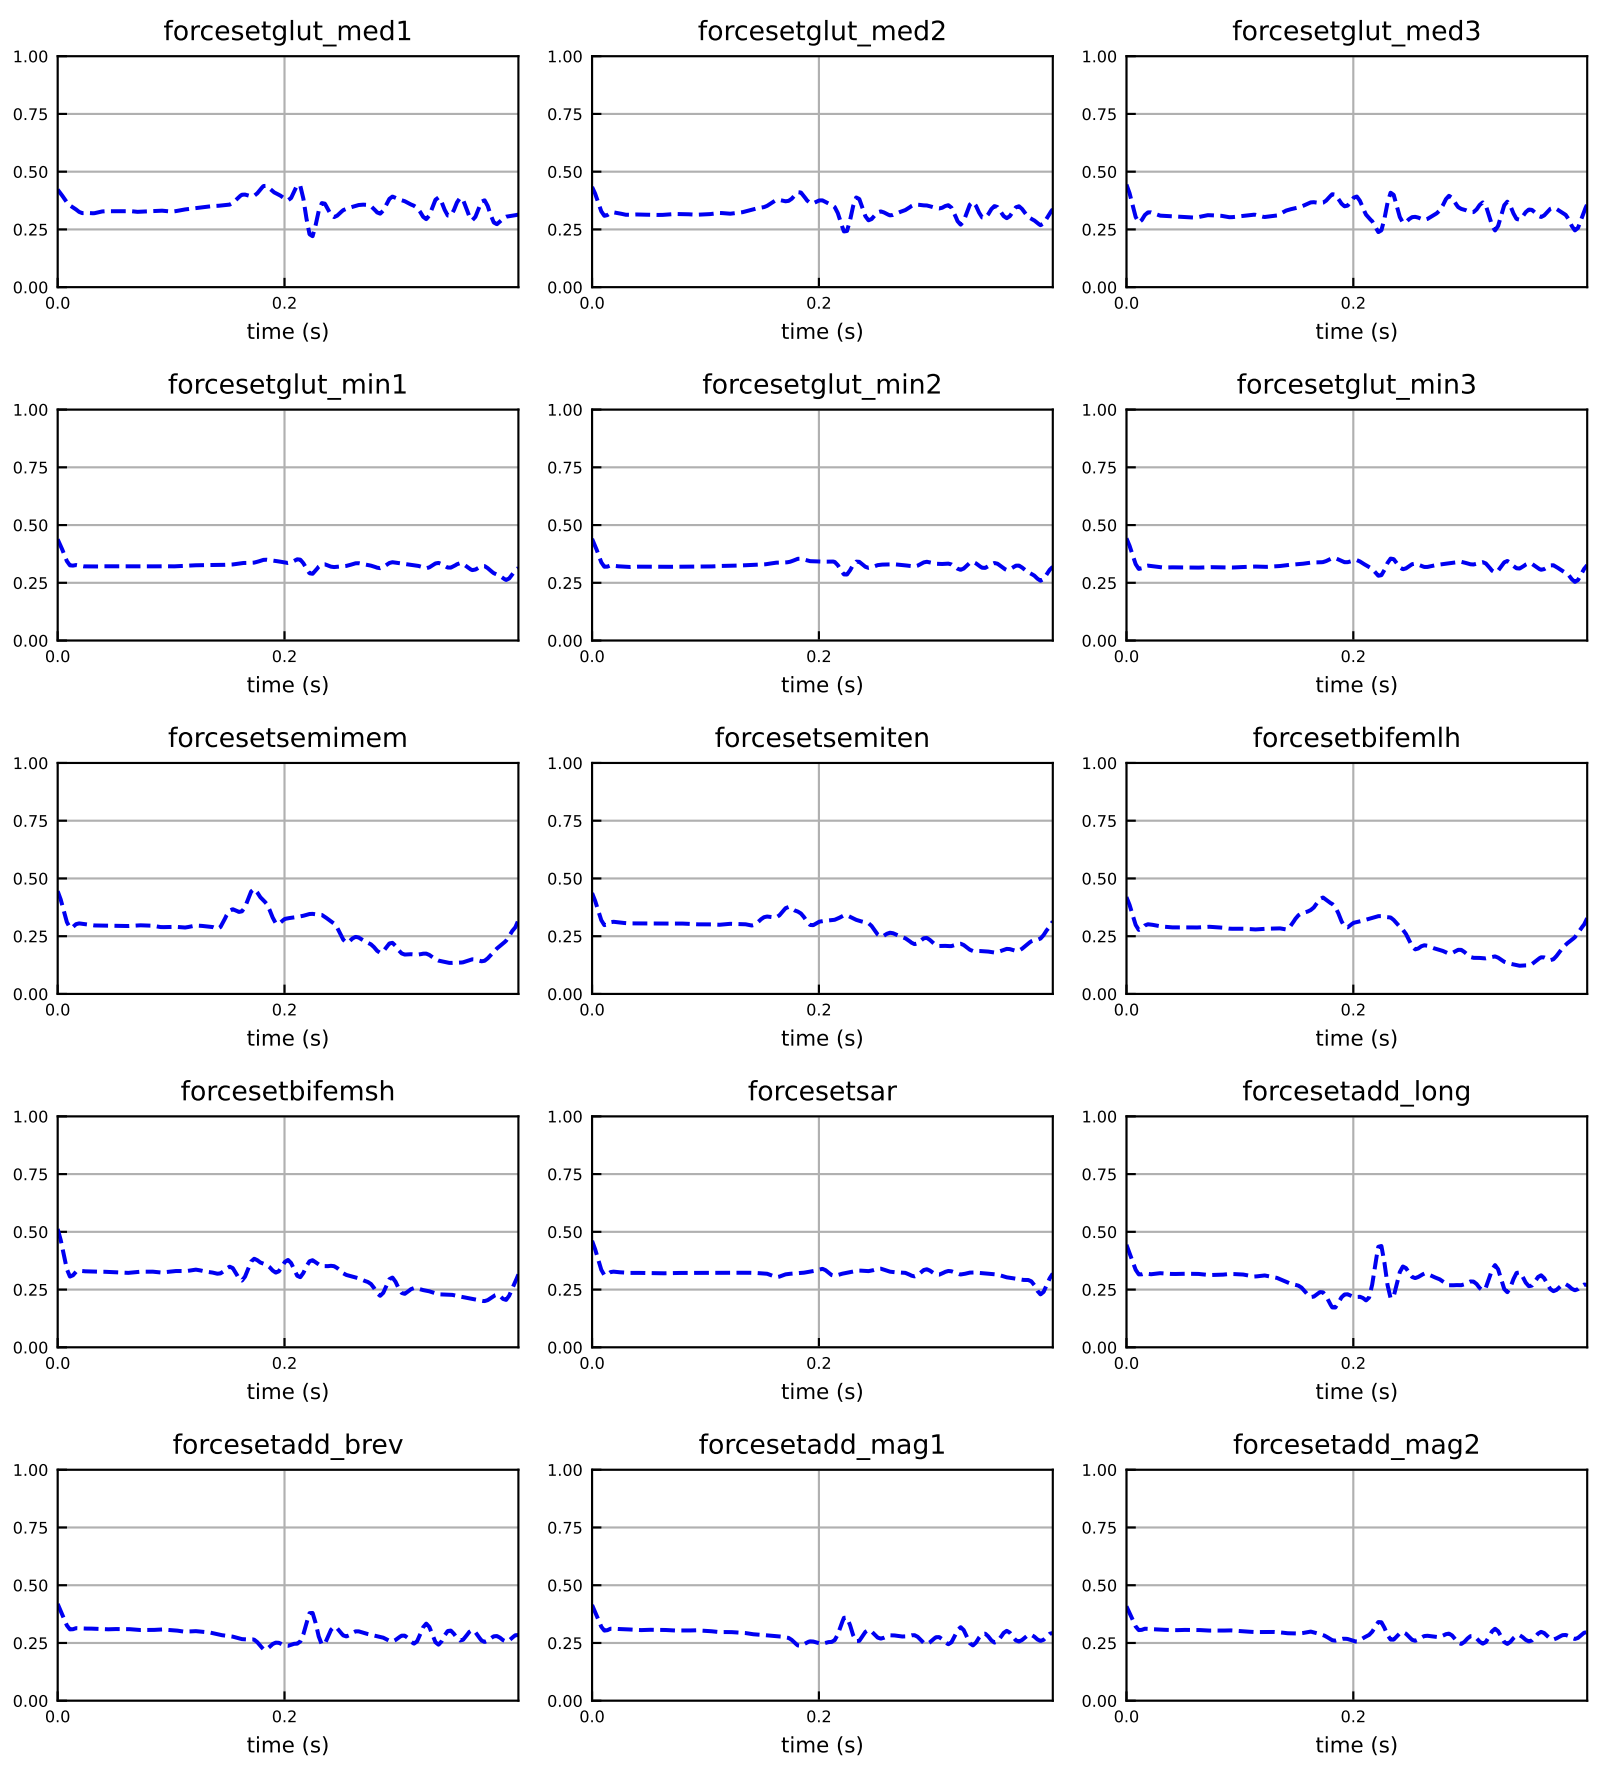 forcesetglut_med1 forcesetglut_med2 forcesetglut_med3
1.00 1.00 1.00
0.75 0.75 0.75
0.50 0.50 0.50
0.25 0.25 0.25
0.00 0.00 0.00
0.0 0.2 0.0 0.2 0.0 0.2
time (s) time (s) time (s)
forcesetglut_min1 forcesetglut_min2 forcesetglut_min3
1.00 1.00 1.00
0.75 0.75 0.75
0.50 0.50 0.50
0.25 0.25 0.25
0.00 0.00 0.00
0.0 0.2 0.0 0.2 0.0 0.2
time (s) time (s) time (s)
forcesetsemimem forcesetsemiten forcesetbifemlh
1.00 1.00 1.00
0.75 0.75 0.75
0.50 0.50 0.50
0.25 0.25 0.25
0.00 0.00 0.00
0.0 0.2 0.0 0.2 0.0 0.2
time (s) time (s) time (s)
forcesetbifemsh forcesetsar forcesetadd_long
1.00 1.00 1.00
0.75 0.75 0.75
0.50 0.50 0.50
0.25 0.25 0.25
0.00 0.00 0.00
0.0 0.2 0.0 0.2 0.0 0.2
time (s) time (s) time (s)
forcesetadd_brev forcesetadd_mag1 forcesetadd_mag2
1.00 1.00 1.00
0.75 0.75 0.75
0.50 0.50 0.50
0.25 0.25 0.25
0.00 0.00 0.00
0.0 0.2 0.0 0.2 0.0 0.2
time (s) time (s) time (s)